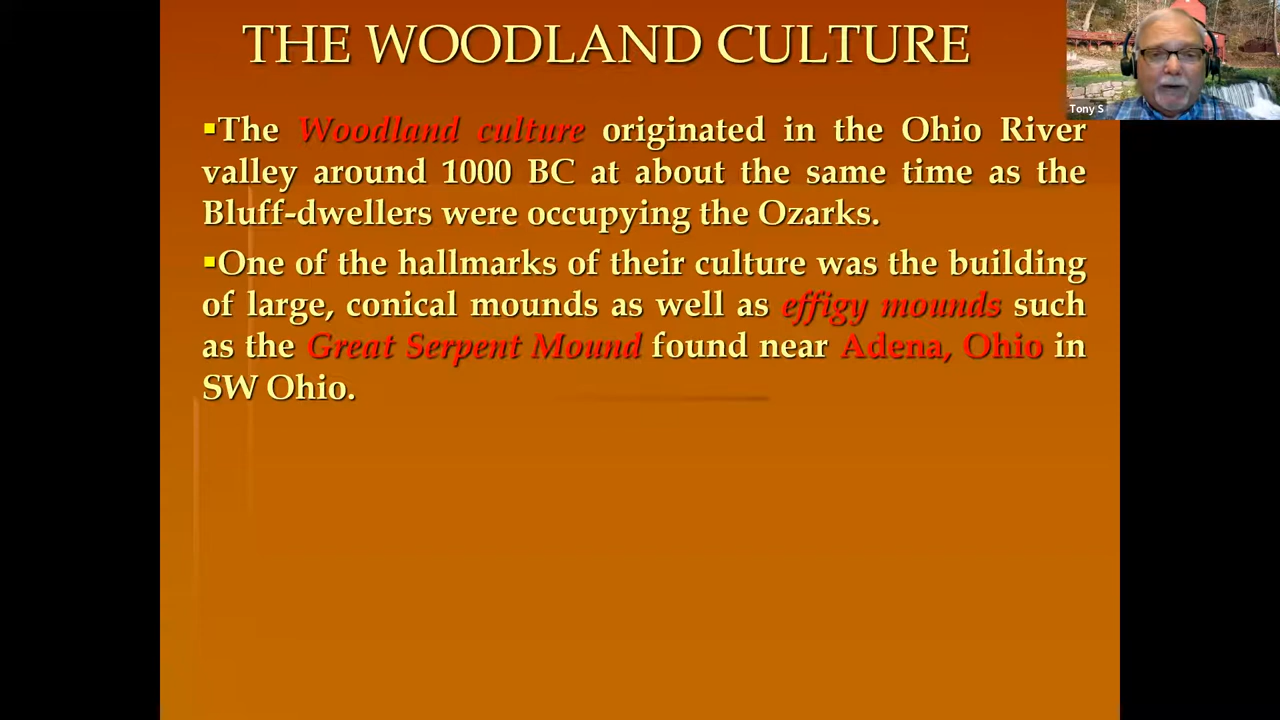 THE WOODLAND CULTURE
Tony S
▪The Woodland culture originated in the Ohio River
valley around 1000 BC at about the same time as the
Bluff-dwellers were occupying the Ozarks.
▪One of the hallmarks of their culture was the building
of large, conical mounds as well as effigy mounds such
as the Great Serpent Mound found near Adena, Ohio in
SW Ohio.